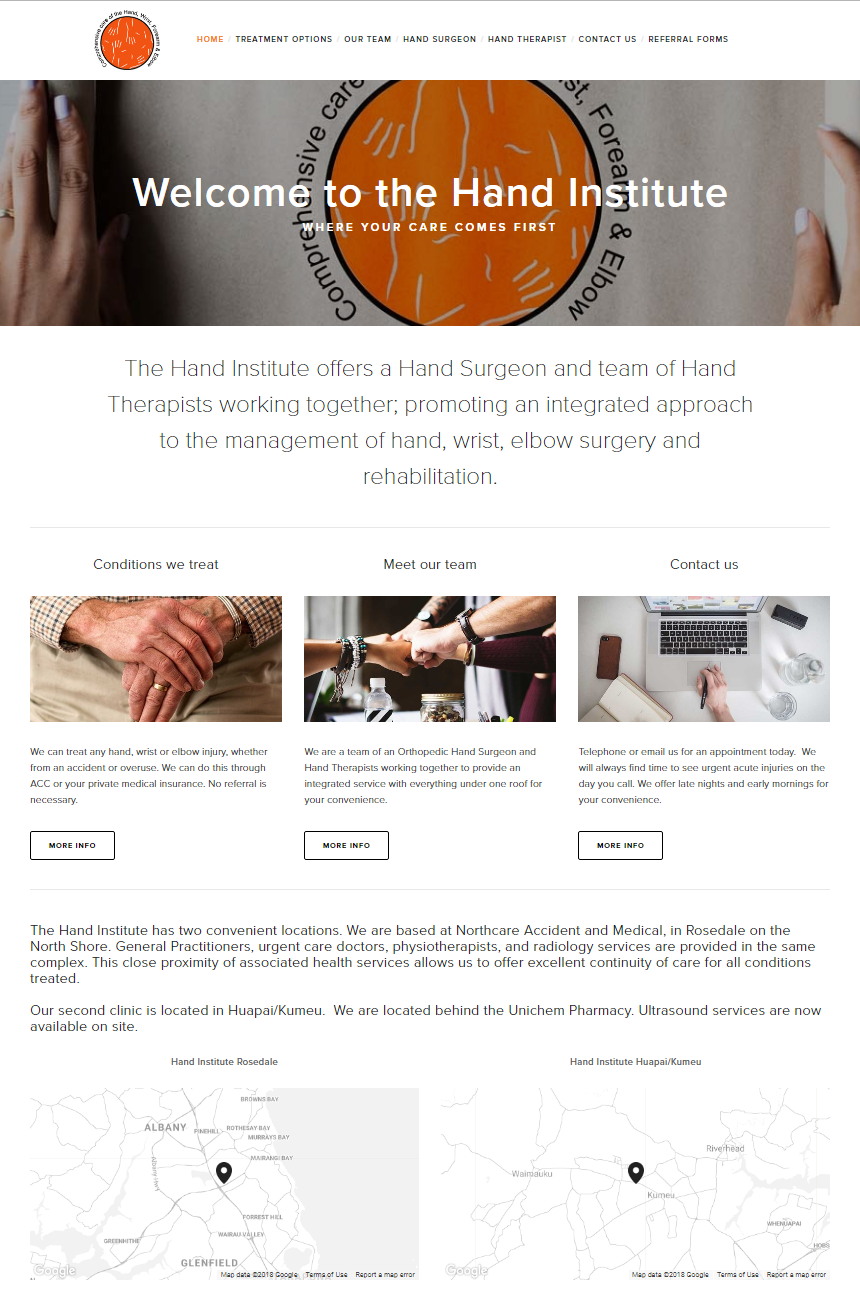 Comprehensive care of the Hand, Wrist, Forearm & Elbow
HOME / TREATMENT OPTIONS / OUR TEAM / HAND SURGEON / HAND THERAPIST / CONTACT US / REFERRAL FORMS
Comprehensive care
ist, Forearm & Elbow
Welcome to the Hand Institute
WHERE YOUR CARE COMES FIRST
The Hand Institute offers a Hand Surgeon and team of Hand
Therapists working together; promoting an integrated approach
to the management of hand, wrist, elbow surgery and
rehabilitation.
Conditions we treat
We can treat any hand, wrist or elbow injury, whether
from an accident or overuse. We can do this through
ACC or your private medical insurance. No referral is
necessary.
MORE INFO
Meet our team
We are a team of an Orthopedic Hand Surgeon and
Hand Therapists working together to provide an
integrated service with everything under one roof for
your convenience.
MORE INFO
Contact us
Telephone or email us for an appointment today.  We
will always find time to see urgent acute injuries on the
day you call. We offer late nights and early mornings for
your convenience.
MORE INFO
The Hand Institute has two convenient locations. We are based at Northcare Accident and Medical, in Rosedale on the
North Shore. General Practitioners, urgent care doctors, physiotherapists, and radiology services are provided in the same
complex. This close proximity of associated health services allows us to offer excellent continuity of care for all conditions
treated.
Our second clinic is located in Huapai/Kumeu.  We are located behind the Unichem Pharmacy. Ultrasound services are now
available on site.
Hand Institute Rosedale
BROWNS BAY
ALBANY
PINEHILL
ROTHESAY BAY
MURRAYS BAY
MAIRANGI BAY
Albany Hwy
FORREST HILL
WAIRAU VALLEY
GREENHITHE
GLENFIELD
Google
Map data ©2018 Google
Terms of Use
Report a map error
Hand Institute Huapai/Kumeu
Riverhead
Waimauku
Kumeu
WHENUAPAI
Google
Map data ©2018 Google
Terms of Use
Report a map error